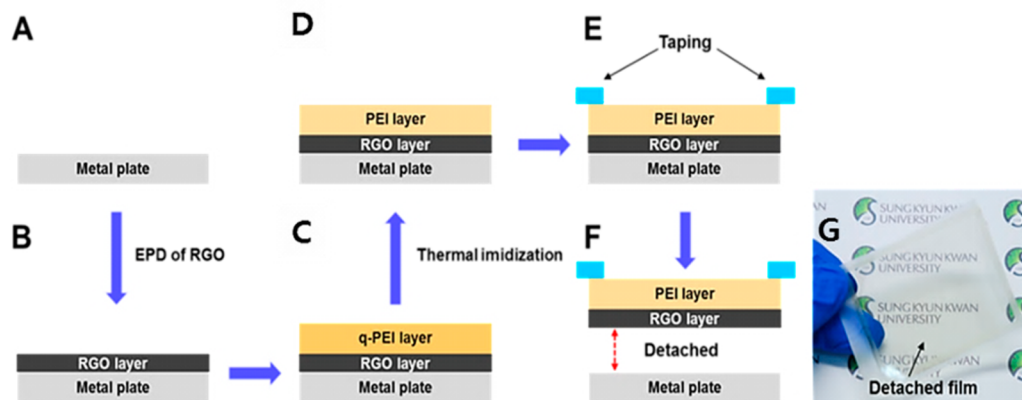 A
Metal plate
EPD of RGO
B
RGO layer
Metal plate
C
q-PEI layer
RGO layer
Metal plate
Thermal imidization
D
PEI layer
RGO layer
Metal plate
E
Taping
PEI layer
RGO layer
Metal plate
F
PEI layer
RGO layer
Detached
Metal plate
G
SUNGKYUNKWAN
UNIVERSITY
SUNGKYUNKWAN
UNIVERSITY
SUNGKYUNKWAN
UNIVERSITY
Detached film